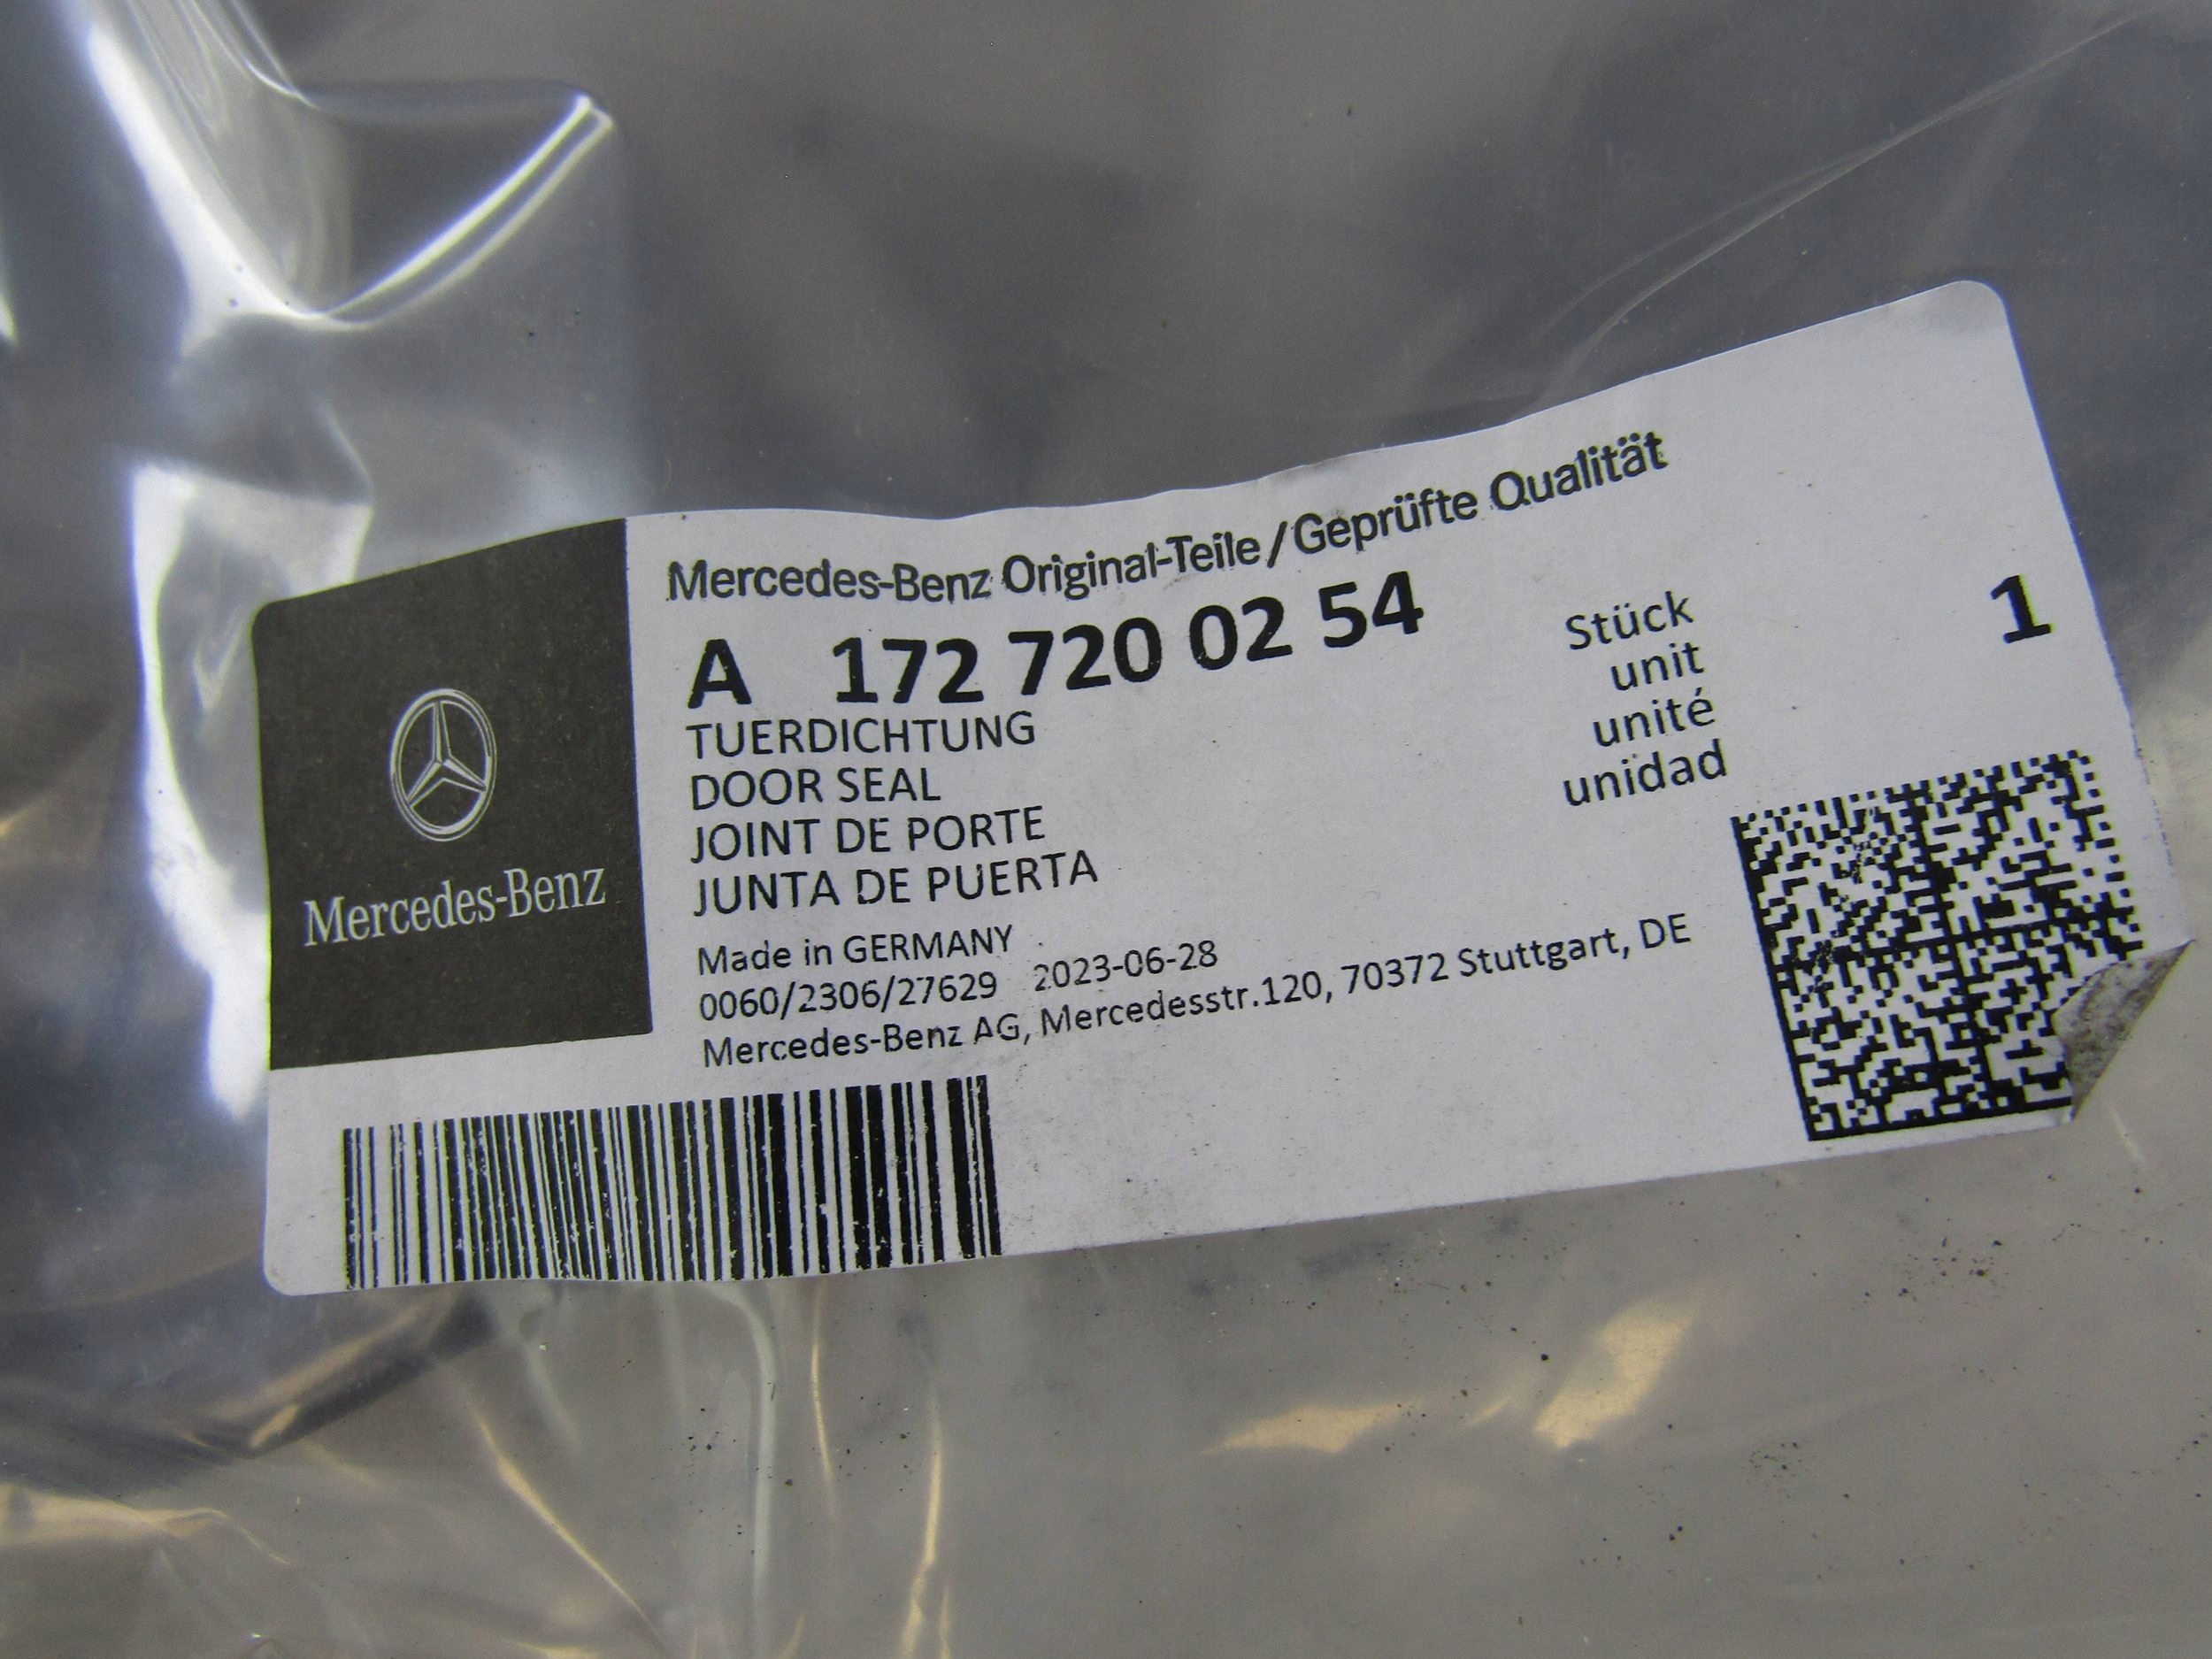 Mercedes-Benz
Mercedes-Benz Original-Teile/Geprüfte Qualität
A 172 720 02 54
TUERDICHTUNG
DOOR SEAL
JOINT DE PORTE
JUNTA DE PUERTA
Stück 1
unit
unité
unidad
Made in GERMANY
0060/2306/27629 2023-06-28
Mercedes-Benz AG, Mercedesstr.120, 70372 Stuttgart, DE